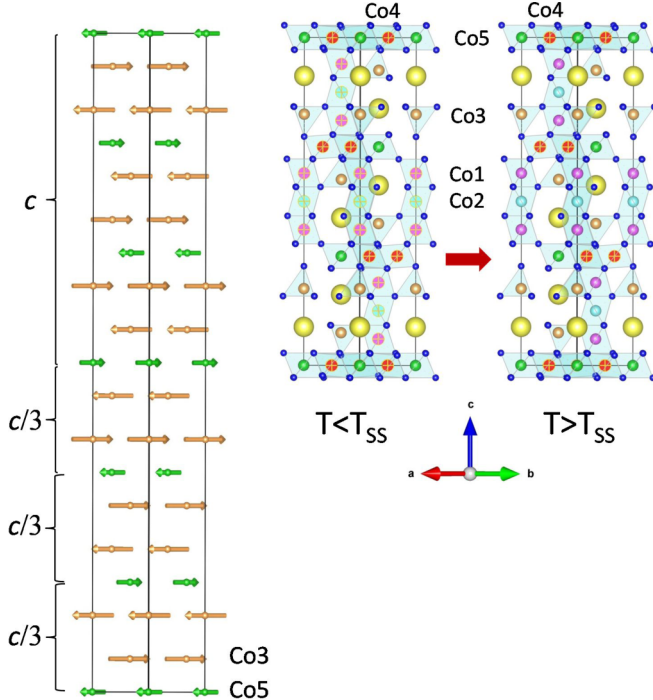 Co4 Co4
Co5
Co3
c
Co1
Co2
c/3
T<T_SS T>T_SS
c
a b
c/3
c/3
Co3
Co5